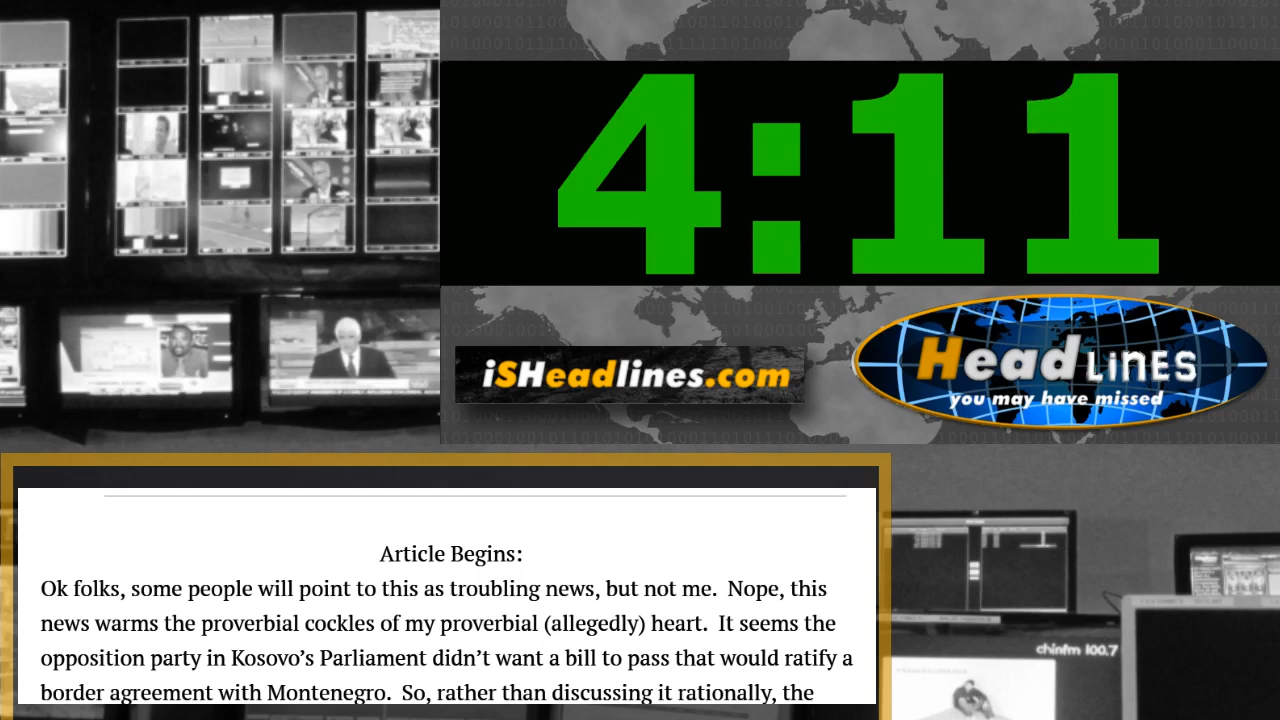 4:11
iSHeadlines.com
HeadLINES
you may have missed
Article Begins:
Ok folks, some people will point to this as troubling news, but not me. Nope, this
news warms the proverbial cockles of my proverbial (allegedly) heart. It seems the
opposition party in Kosovo’s Parliament didn’t want a bill to pass that would ratify a
border agreement with Montenegro. So, rather than discussing it rationally, the
chinfm 100.7